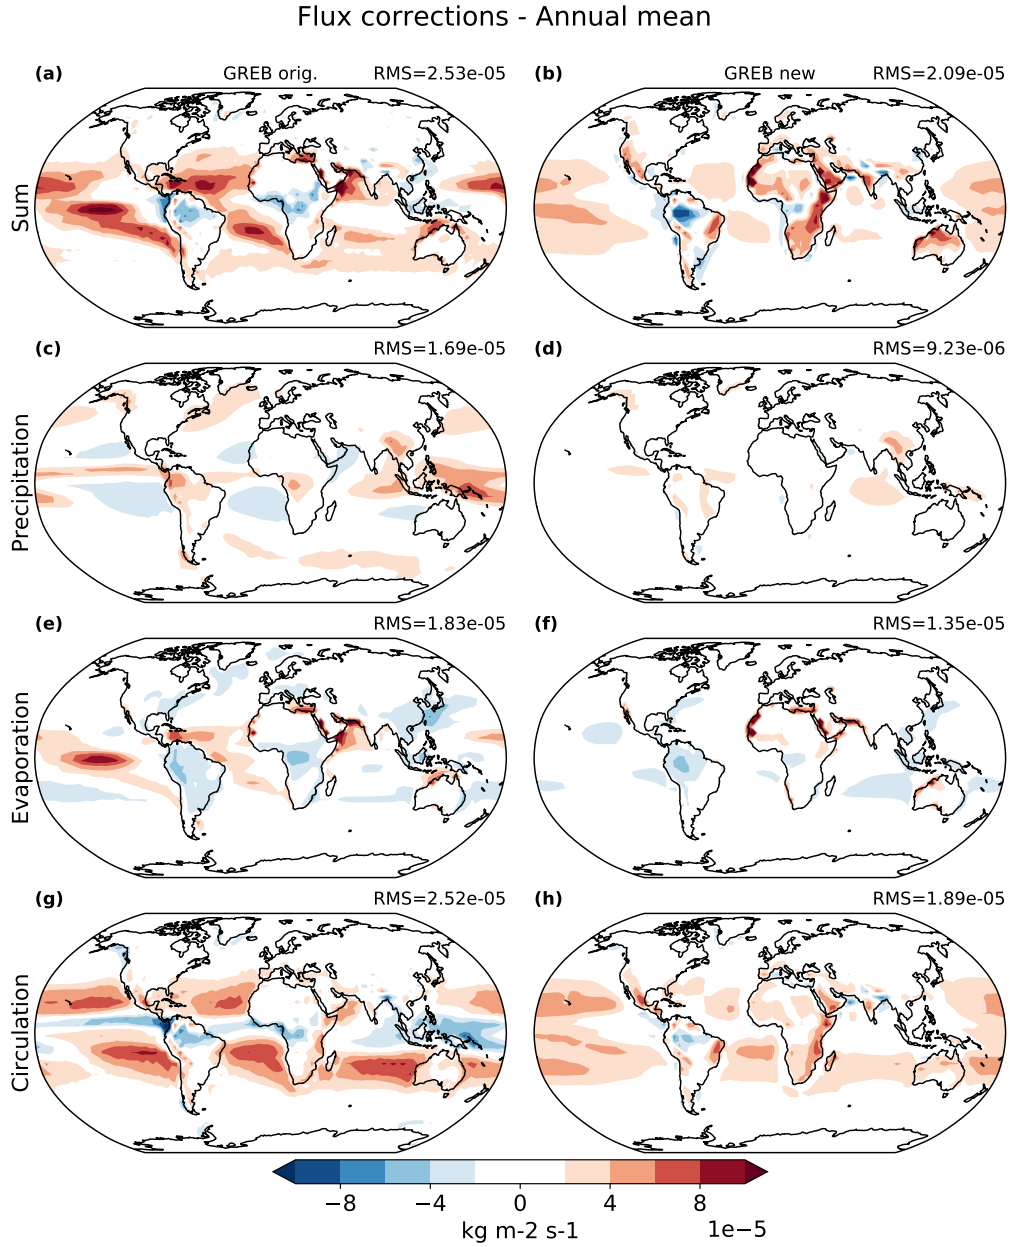 Flux corrections - Annual mean
(a) GREB orig. RMS=2.53e-05
(b) GREB new RMS=2.09e-05
Sum
(c) RMS=1.69e-05
(d) RMS=9.23e-06
Precipitation
(e) RMS=1.83e-05
(f) RMS=1.35e-05
Evaporation
(g) RMS=2.52e-05
(h) RMS=1.89e-05
Circulation
−8 −4 0 4 8
kg m-2 s-1 1e−5